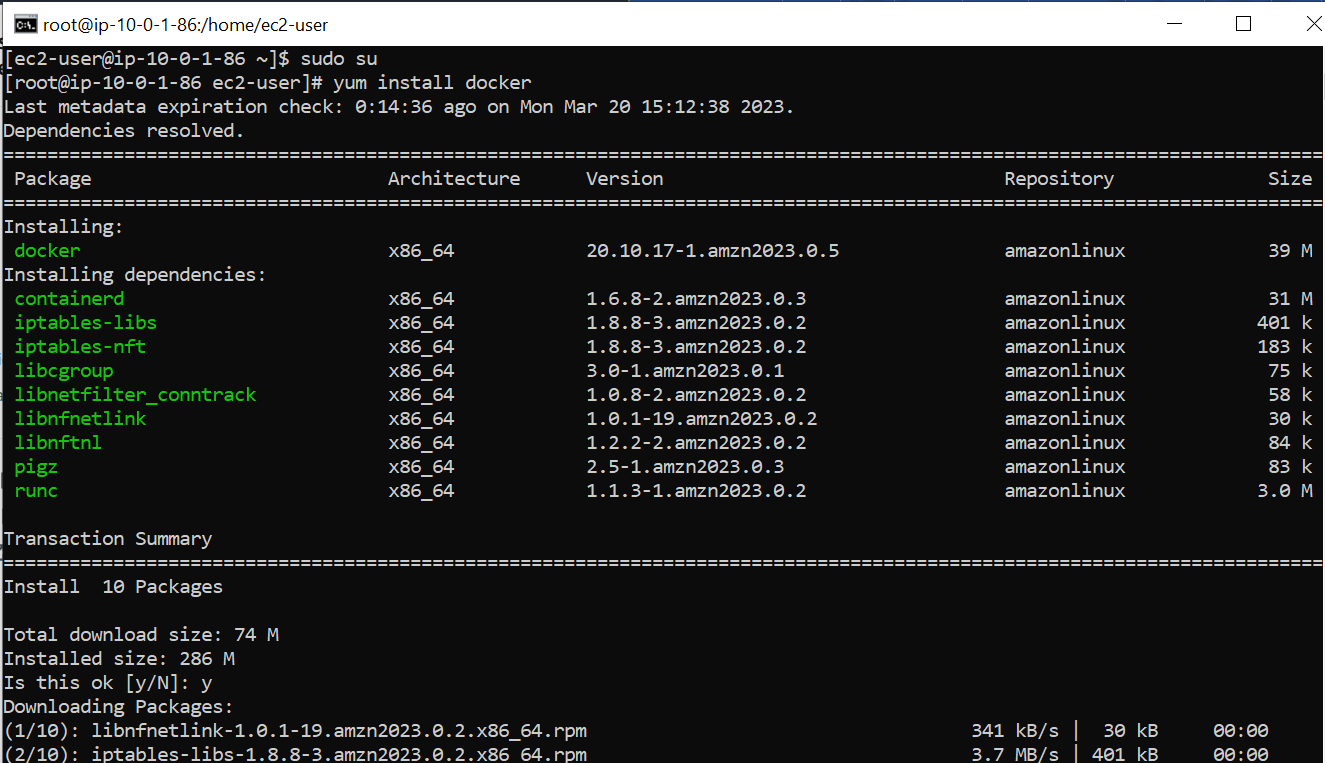 root@ip-10-0-1-86:/home/ec2-user
[ec2-user@ip-10-0-1-86 ~]$ sudo su
[root@ip-10-0-1-86 ec2-user]# yum install docker
Last metadata expiration check: 0:14:36 ago on Mon Mar 20 15:12:38 2023.
Dependencies resolved.
================================================================================
Package Architecture Version Repository Size
================================================================================
Installing:
docker x86_64 20.10.17-1.amzn2023.0.5 amazonlinux 39 M
Installing dependencies:
containerd x86_64 1.6.8-2.amzn2023.0.3 amazonlinux 31 M
iptables-libs x86_64 1.8.8-3.amzn2023.0.2 amazonlinux 401 k
iptables-nft x86_64 1.8.8-3.amzn2023.0.2 amazonlinux 183 k
libcgroup x86_64 3.0-1.amzn2023.0.1 amazonlinux 75 k
libnetfilter_conntrack x86_64 1.0.8-2.amzn2023.0.2 amazonlinux 58 k
libnfnetlink x86_64 1.0.1-19.amzn2023.0.2 amazonlinux 30 k
libnftnl x86_64 1.2.2-2.amzn2023.0.2 amazonlinux 84 k
pigz x86_64 2.5-1.amzn2023.0.3 amazonlinux 83 k
runc x86_64 1.1.3-1.amzn2023.0.2 amazonlinux 3.0 M
Transaction Summary
================================================================================
Install 10 Packages
Total download size: 74 M
Installed size: 286 M
Is this ok [y/N]: y
Downloading Packages:
(1/10): libnfnetlink-1.0.1-19.amzn2023.0.2.x86_64.rpm 341 kB/s | 30 kB 00:00
(2/10): iptables-libs-1.8.8-3.amzn2023.0.2.x86_64.rpm 3.7 MB/s | 401 kB 00:00